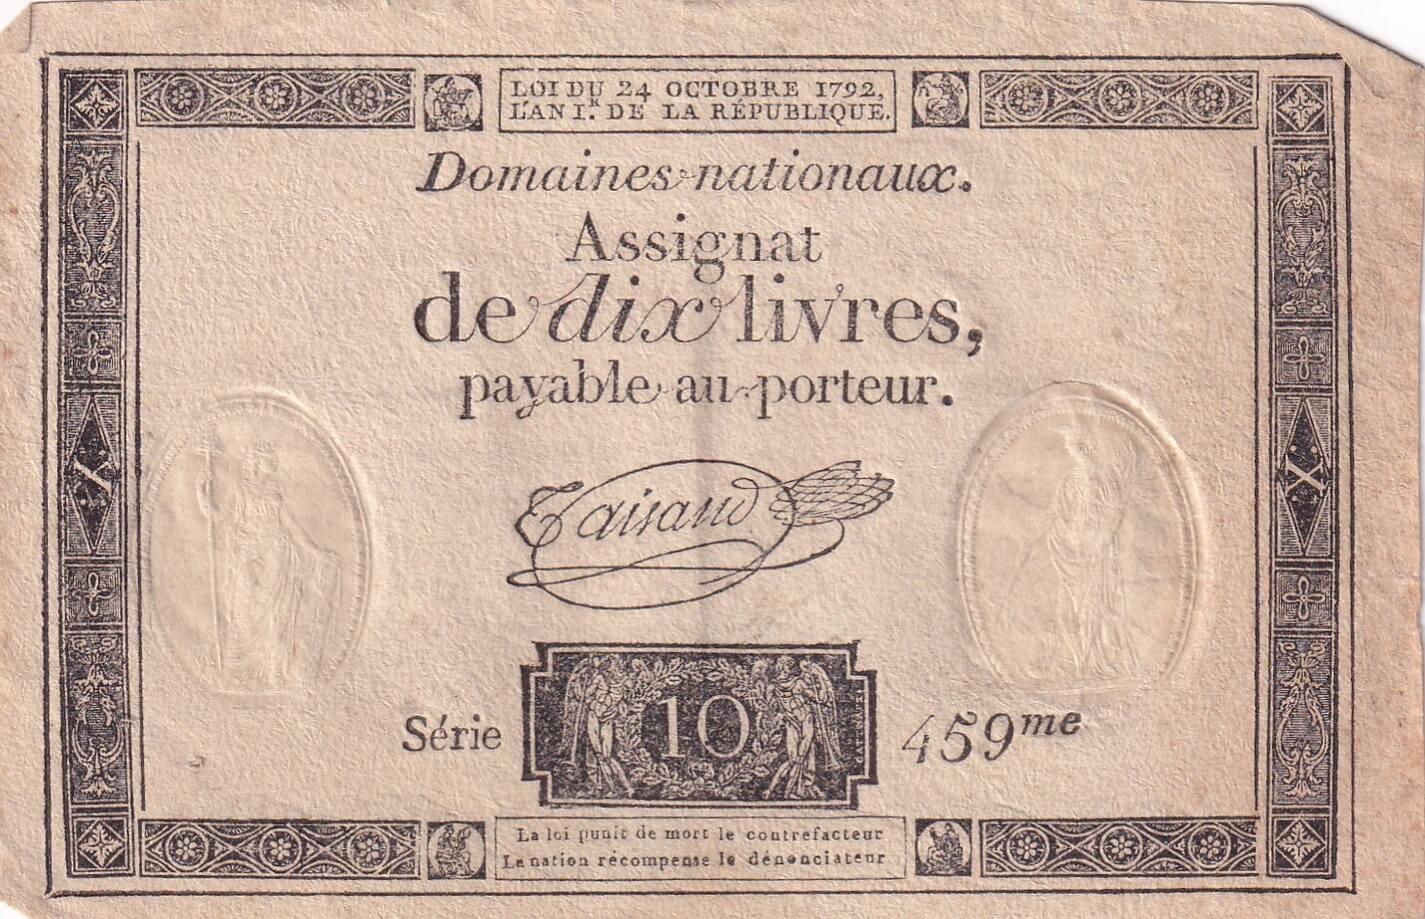 LOI DU 24 OCTOBRE 1792,
L'AN I.ᴿ DE LA RÉPUBLIQUE.
Domaines nationaux.
Assignat
de dix livres,
payable au porteur.
Taisaud
X
X
Série 10 459me
La loi punit de mort le contrefacteur
La nation récompense le dénonciateur